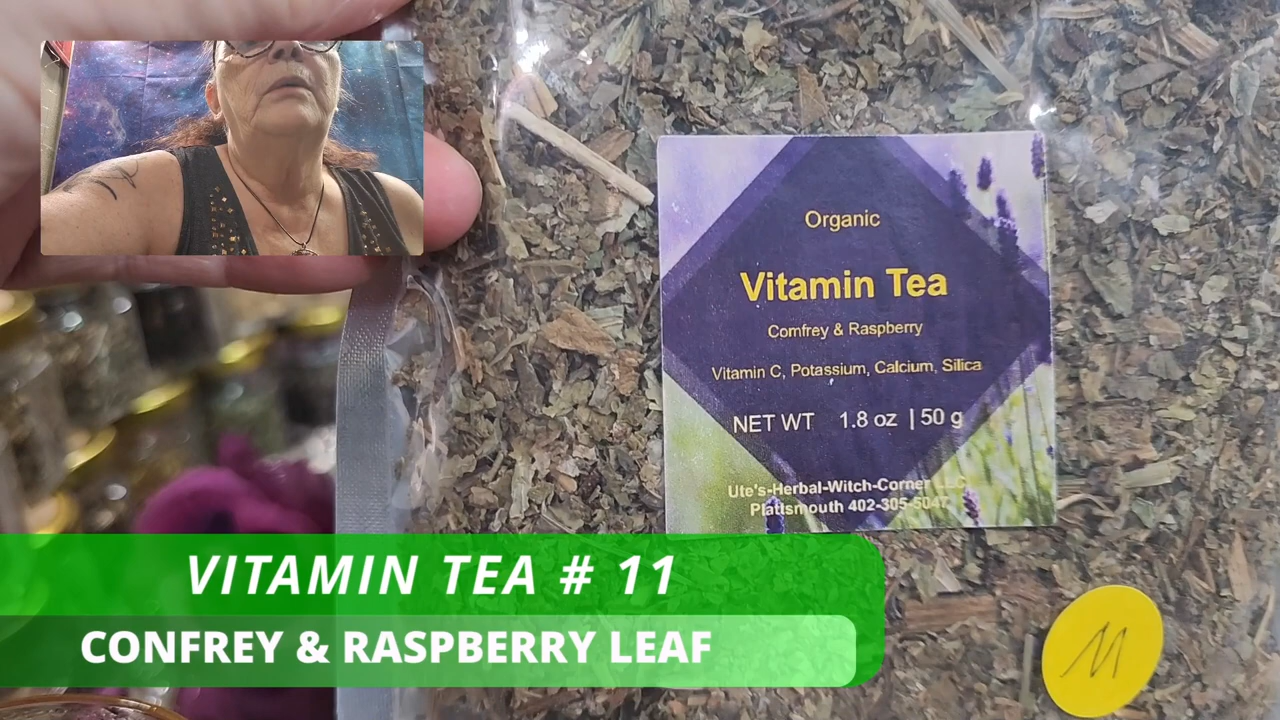 Organic
Vitamin Tea
Comfrey & Raspberry
Vitamin C, Potassium, Calcium, Silica
NET WT 1.8 oz | 50 g
Ute's-Herbal-Witch-Corner LLC.
Plattsmouth 402-305-5047
VITAMIN TEA # 11
CONFREY & RASPBERRY LEAF
11